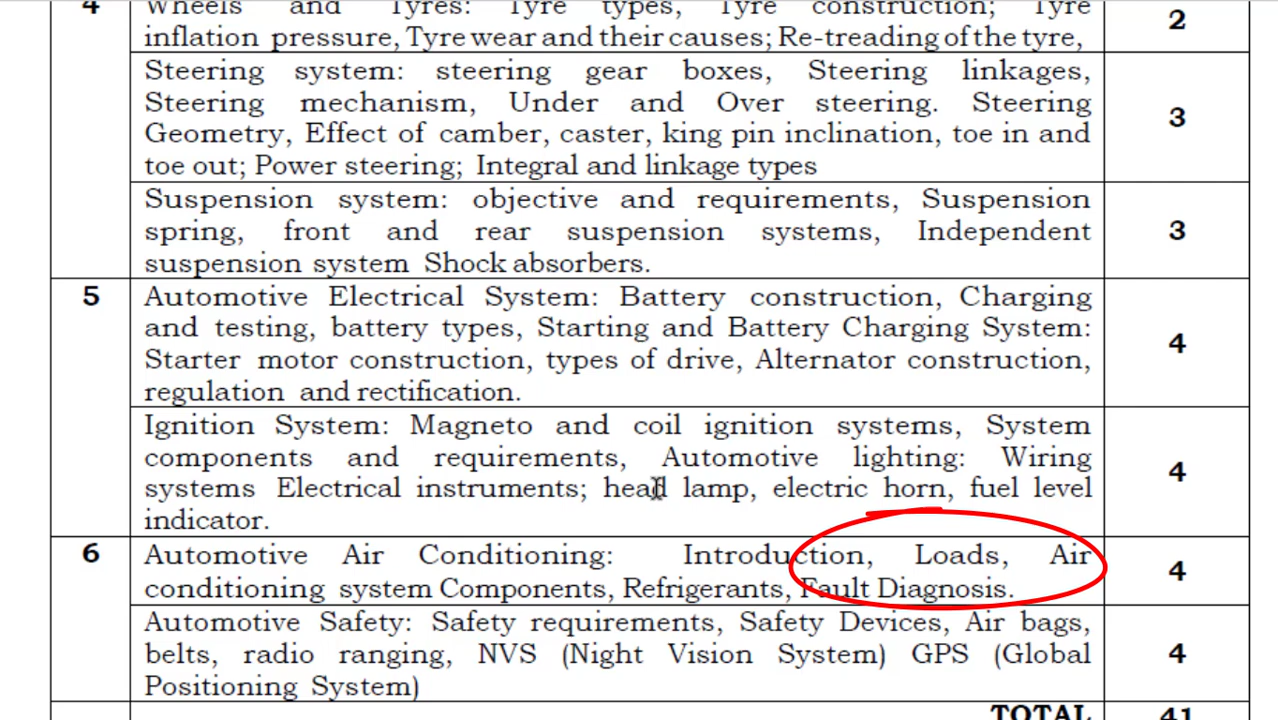 4 Wheels and Tyres: Tyre types, Tyre construction; Tyre
inflation pressure, Tyre wear and their causes; Re-treading of the tyre, 2
Steering system: steering gear boxes, Steering linkages,
Steering mechanism, Under and Over steering. Steering
Geometry, Effect of camber, caster, king pin inclination, toe in and
toe out; Power steering; Integral and linkage types 3
Suspension system: objective and requirements, Suspension
spring, front and rear suspension systems, Independent
suspension system Shock absorbers. 3
5 Automotive Electrical System: Battery construction, Charging
and testing, battery types, Starting and Battery Charging System:
Starter motor construction, types of drive, Alternator construction,
regulation and rectification. 4
Ignition System: Magneto and coil ignition systems, System
components and requirements, Automotive lighting: Wiring
systems Electrical instruments; head lamp, electric horn, fuel level
indicator. 4
6 Automotive Air Conditioning: Introduction, Loads, Air
conditioning system Components, Refrigerants, Fault Diagnosis. 4
Automotive Safety: Safety requirements, Safety Devices, Air bags,
belts, radio ranging, NVS (Night Vision System) GPS (Global
Positioning System) 4
TOTAL 41